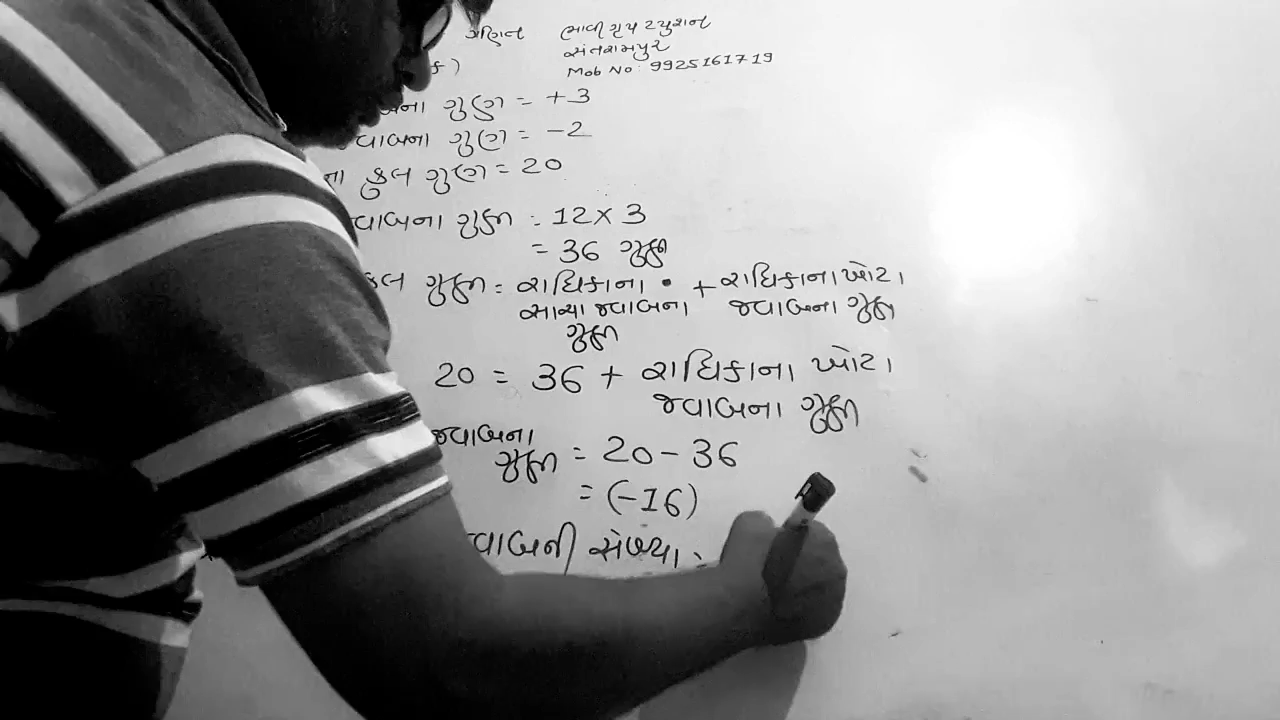 ગણિત ભાવી ગૃપ ટયુશન
સંતરામપુર
Mob No: 9925161719
ગુણ = +3
જવાબના ગુણ = -2
ના કુલ ગુણ = 20
જવાબના ગુણ = 12 x 3
= 36 ગુણ
કુલ ગુણ = રાધિકાના + રાધિકાના ખોટા
સાચા જવાબના જવાબના ગુણ
ગુણ
20 = 36 + રાધિકાના ખોટા
જવાબના ગુણ
જવાબના
ગુણ = 20 - 36
= (-16)
જવાબની સંખ્યા =